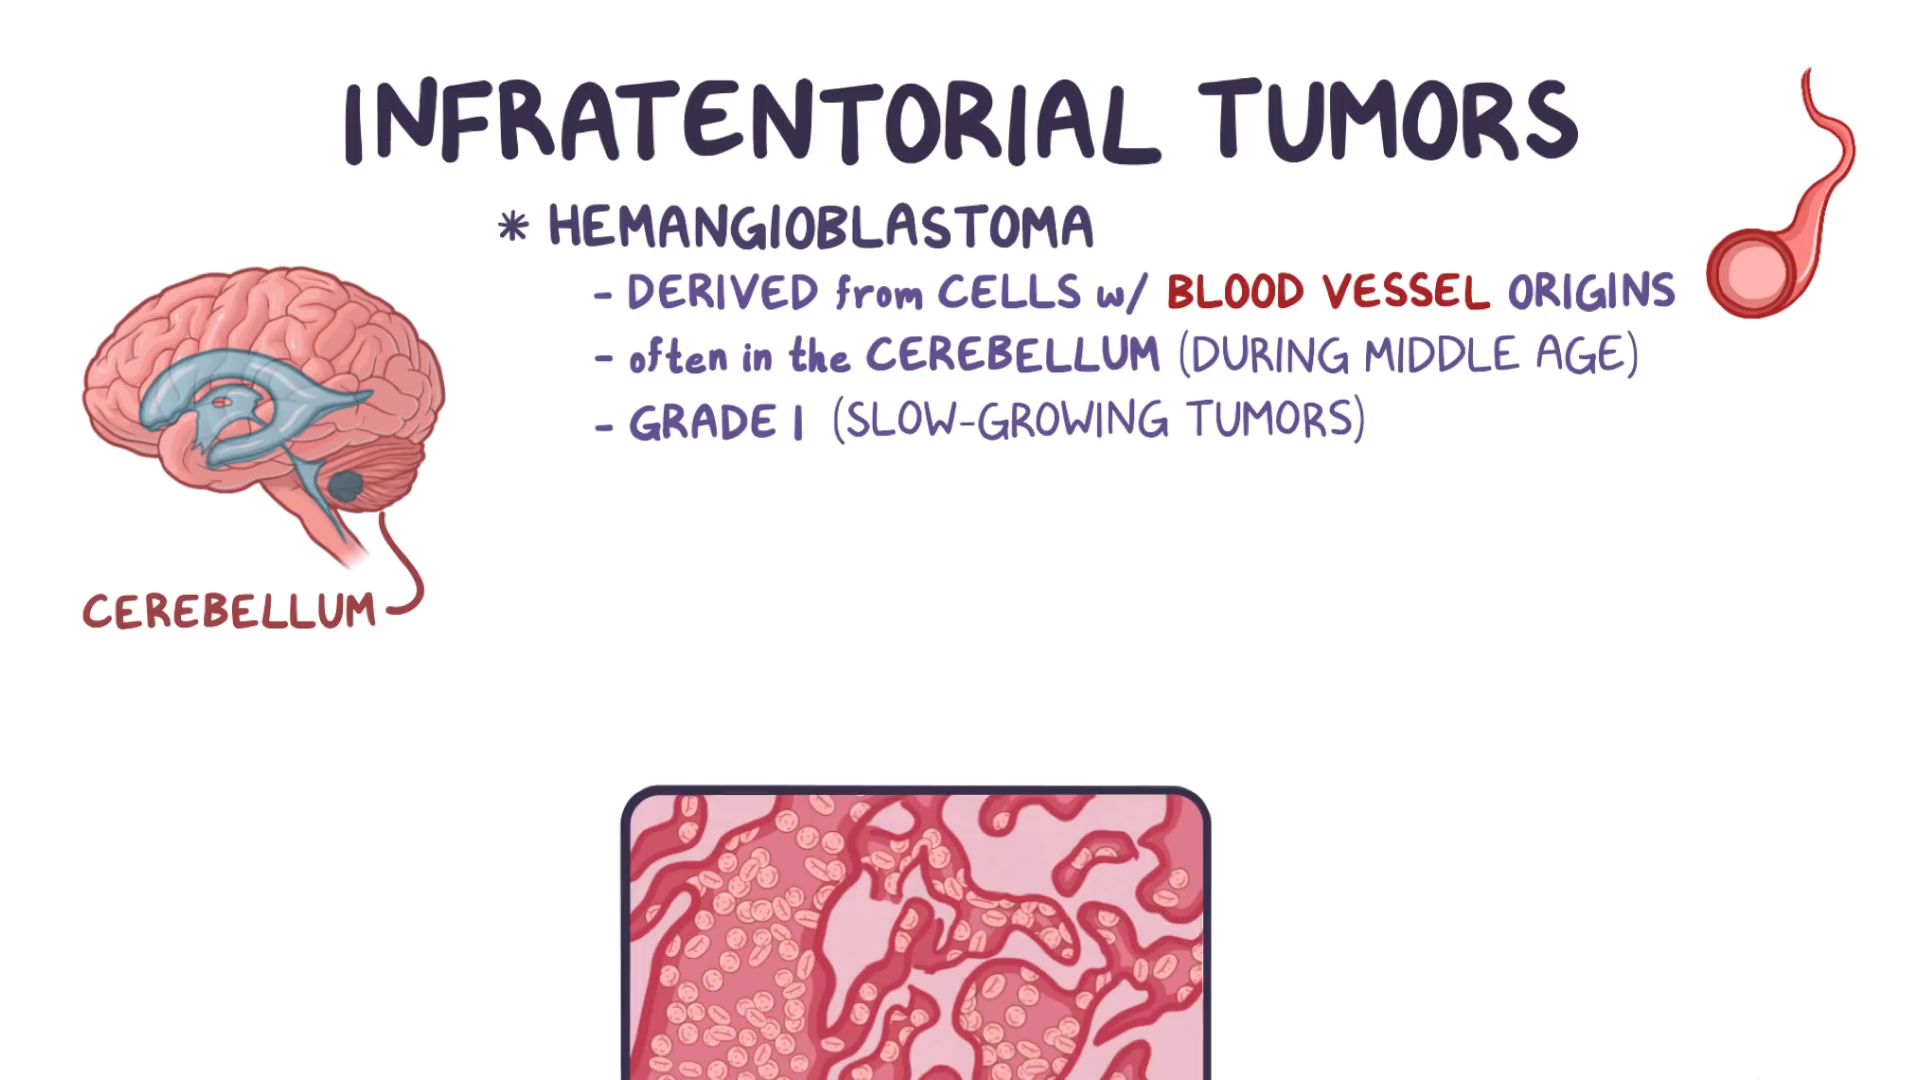 INFRATENTORIAL TUMORS
* HEMANGIOBLASTOMA
- DERIVED from CELLS w/ BLOOD VESSEL ORIGINS
- often in the CEREBELLUM (DURING MIDDLE AGE)
- GRADE I (SLOW-GROWING TUMORS)
CEREBELLUM